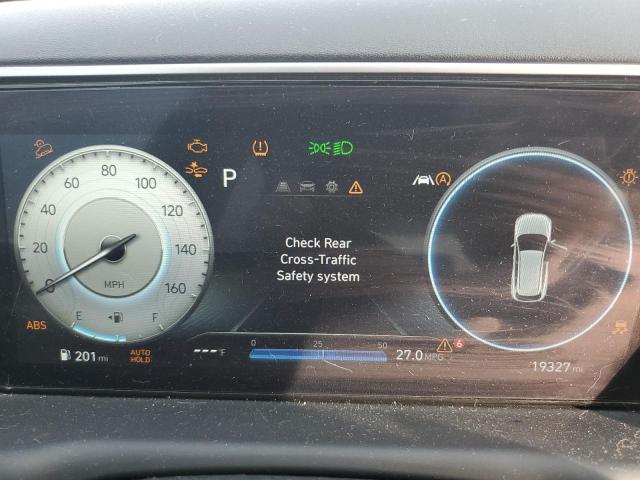 80
60
100
40
120
20
140
0
160
MPH
E
F
ABS
201 mi
AUTO
HOLD
P
A
Check Rear
Cross-Traffic
Safety system
---°F
0
25
50
27.0 MPG
6
19327 mi